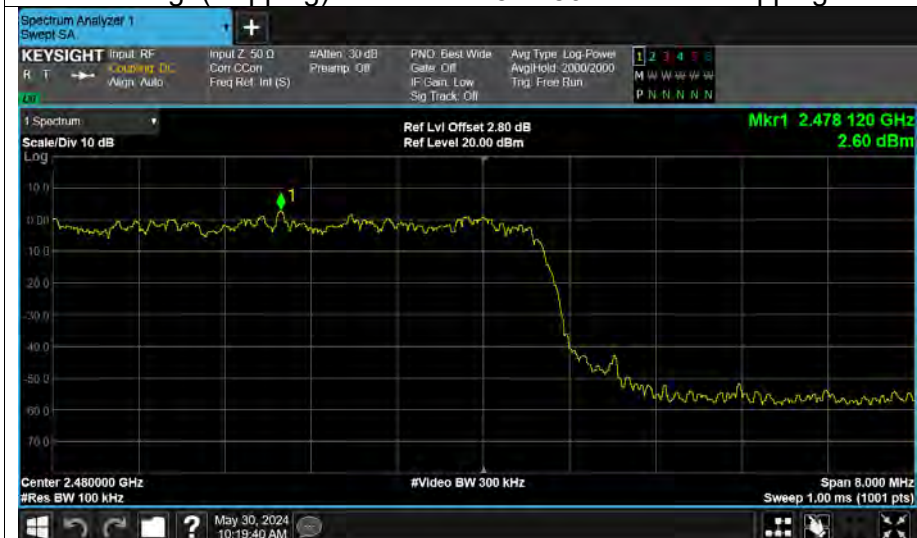 (Hopping)
Hopping
Spectrum Analyzer 1
Swept SA
+
KEYSIGHT Input: RF
R T Coupling: DC
Align: Auto
Input Z: 50 Ω
Corr CCorr
Freq Ref: Int (S)
#Atten: 30 dB
Preamp: Off
PNO: Best Wide
Gate: Off
IF Gain: Low
Sig Track: Off
Avg Type: Log-Power
Avg|Hold: 2000/2000
Trig: Free Run
1 2 3 4 5 6
M W W W W W
P N N N N N
1 Spectrum
Scale/Div 10 dB
Log
Ref Lvl Offset 2.80 dB
Ref Level 20.00 dBm
Mkr1 2.478 120 GHz
2.60 dBm
10.0
0.00
-10.0
-20.0
-30.0
-40.0
-50.0
-60.0
-70.0
1
Center 2.480000 GHz
#Res BW 100 kHz
#Video BW 300 kHz
Span 8.000 MHz
Sweep 1.00 ms (1001 pts)
?
May 30, 2024
10:19:40 AM